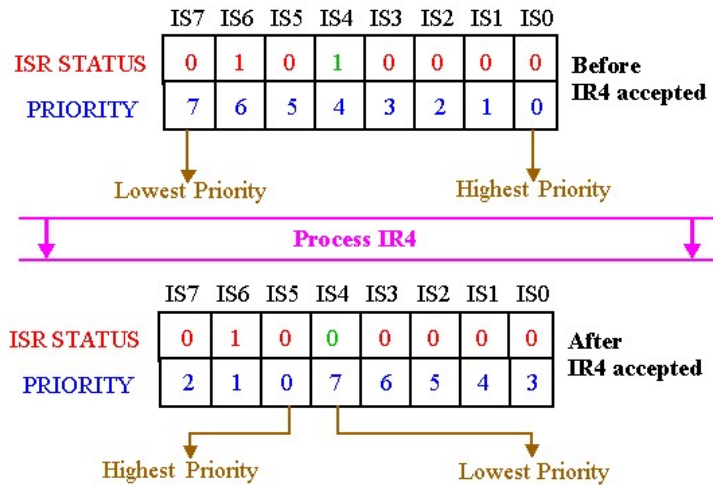 IS7 IS6 IS5 IS4 IS3 IS2 IS1 IS0
ISR STATUS 0 1 0 1 0 0 0 0 Before
PRIORITY 7 6 5 4 3 2 1 0 IR4 accepted
Lowest Priority Highest Priority
Process IR4
IS7 IS6 IS5 IS4 IS3 IS2 IS1 IS0
ISR STATUS 0 1 0 0 0 0 0 0 After
PRIORITY 2 1 0 7 6 5 4 3 IR4 accepted
Highest Priority Lowest Priority